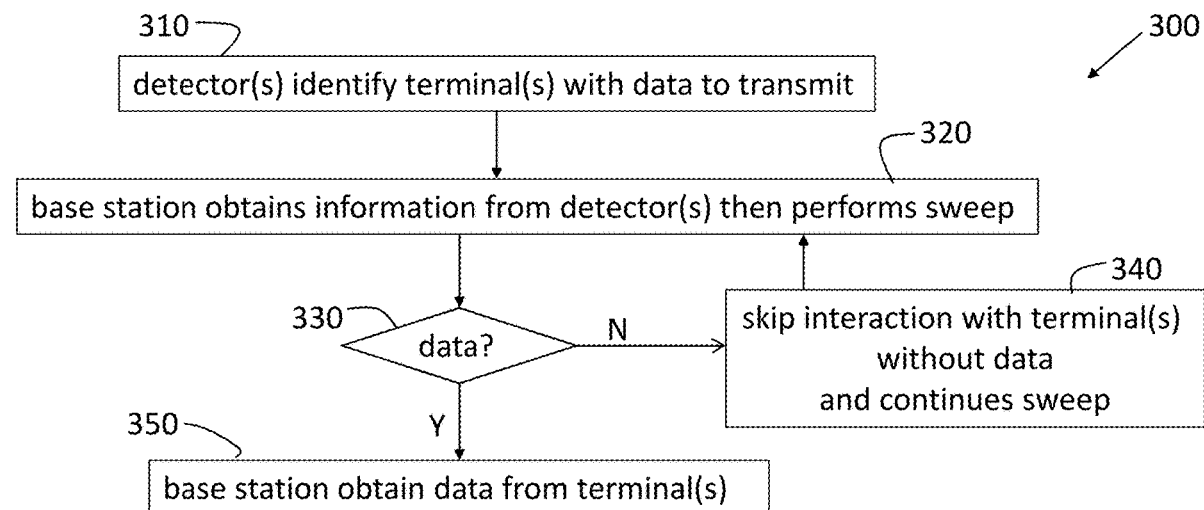 310
300
detector(s) identify terminal(s) with data to transmit
320
base station obtains information from detector(s) then performs sweep
340
330
data?
N
skip interaction with terminal(s)
without data
and continues sweep
Y
350
base station obtain data from terminal(s)